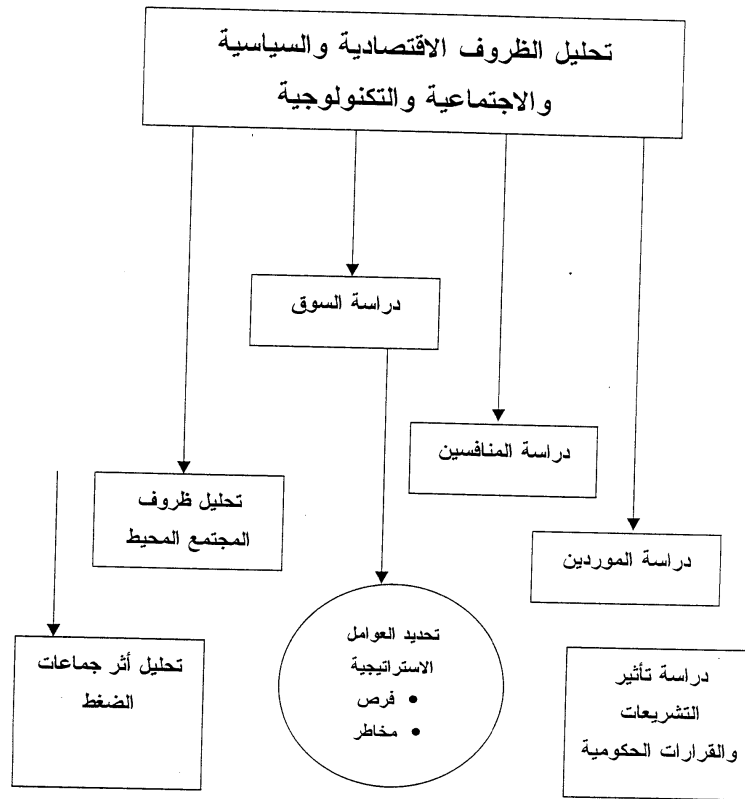 تحليل الظروف الاقتصادية والسياسية
والاجتماعية والتكنولوجية
دراسة السوق
دراسة المنافسين
تحليل ظروف
المجتمع المحيط
دراسة الموردين
تحديد العوامل
الاستراتيجية
• فرص
• مخاطر
دراسة تأثير
التشريعات
والقرارات الحكومية
تحليل أثر جماعات
الضغط